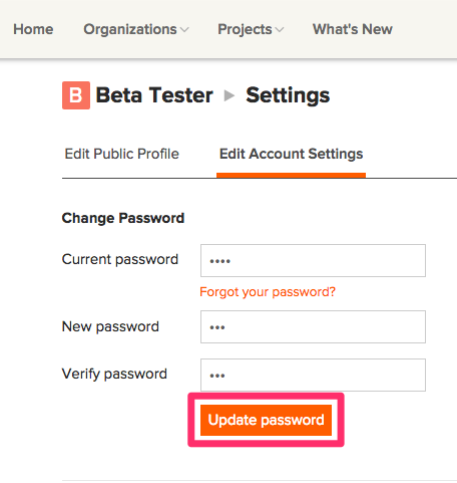 Home Organizations Projects What's New
B Beta Tester ▶ Settings
Edit Public Profile Edit Account Settings
Change Password
Current password ••••
Forgot your password?
New password •••
Verify password •••
Update password